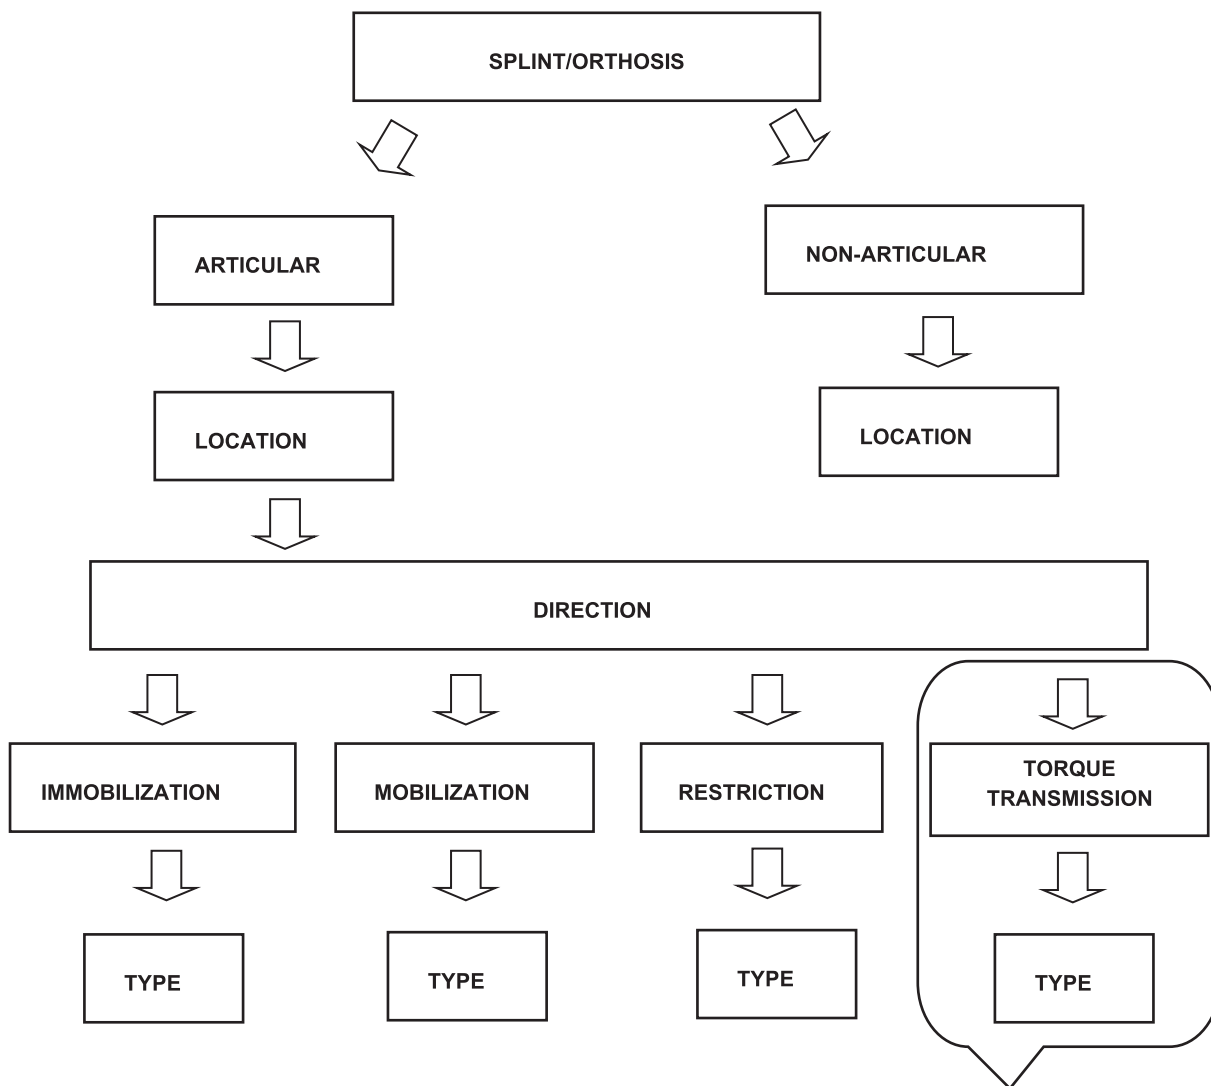 SPLINT/ORTHOSIS
ARTICULAR
NON-ARTICULAR
LOCATION
LOCATION
DIRECTION
IMMOBILIZATION
MOBILIZATION
RESTRICTION
TORQUE
TRANSMISSION
TYPE
TYPE
TYPE
TYPE